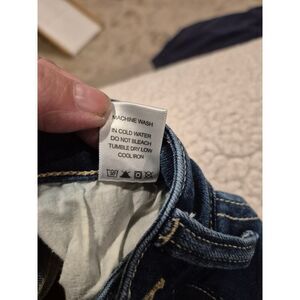 MACHINE WASH
IN COLD WATER
DO NOT BLEACH
TUMBLE DRY LOW
COOL IRON